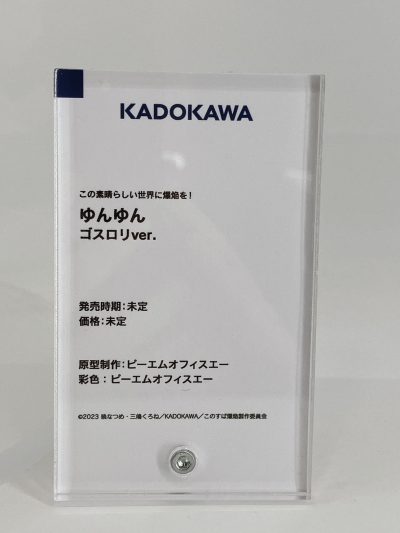 KADOKAWA
この素晴らしい世界に爆焔を！
ゆんゆん
ゴスロリver.
発売時期：未定
価格：未定
原型制作：ピーエムオフィスエー
彩色：ピーエムオフィスエー
©2023 暁なつめ・三嶋くろね／KADOKAWA／このすば爆焔製作委員会